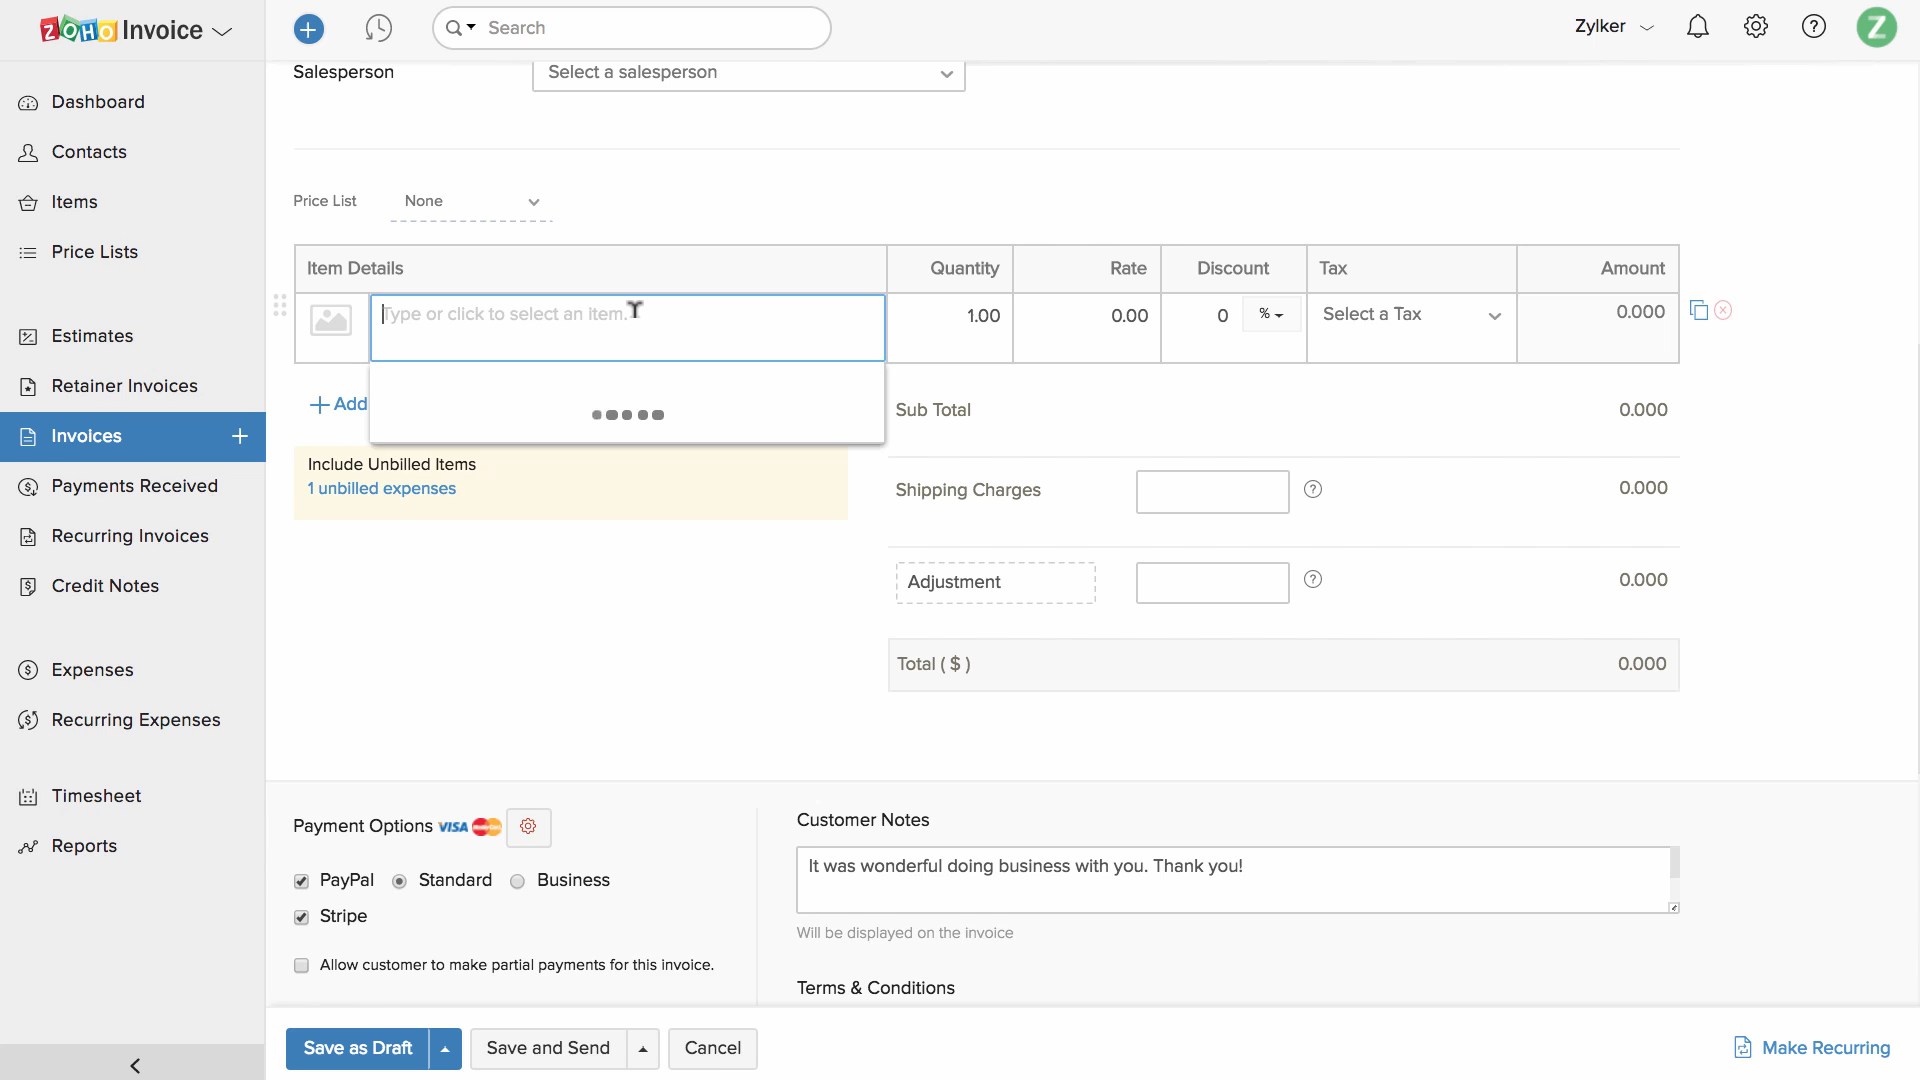 ZOHO Invoice
Search
Zylker
Z
Dashboard
Contacts
Items
Price Lists
Estimates
Retainer Invoices
Invoices
Payments Received
Recurring Invoices
Credit Notes
Expenses
Recurring Expenses
Timesheet
Reports
Salesperson
Select a salesperson
Price List
None
Item Details Quantity Rate Discount Tax Amount
Type or click to select an item. 1.00 0.00 0 % Select a Tax 0.000
Add
Include Unbilled Items
1 unbilled expenses
Sub Total 0.000
Shipping Charges ? 0.000
Adjustment ? 0.000
Total ( $ ) 0.000
Payment Options VISA MasterCard
PayPal Standard Business
Stripe
Allow customer to make partial payments for this invoice.
Customer Notes
It was wonderful doing business with you. Thank you!
Will be displayed on the invoice
Terms & Conditions
Save as Draft Save and Send Cancel
Make Recurring